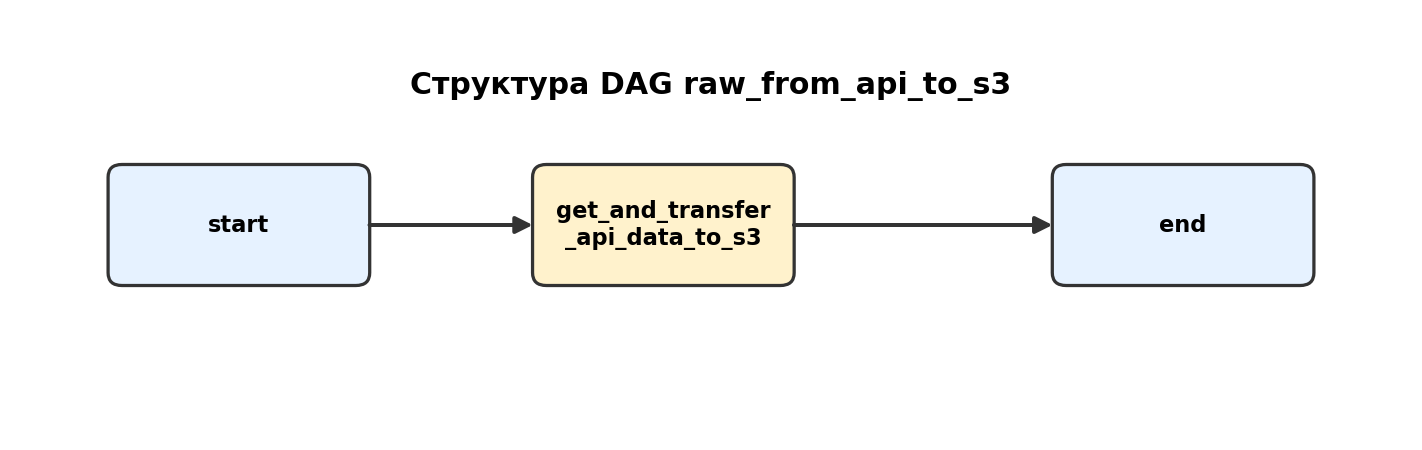 Структура DAG raw_from_api_to_s3
start
get_and_transfer
_api_data_to_s3
end